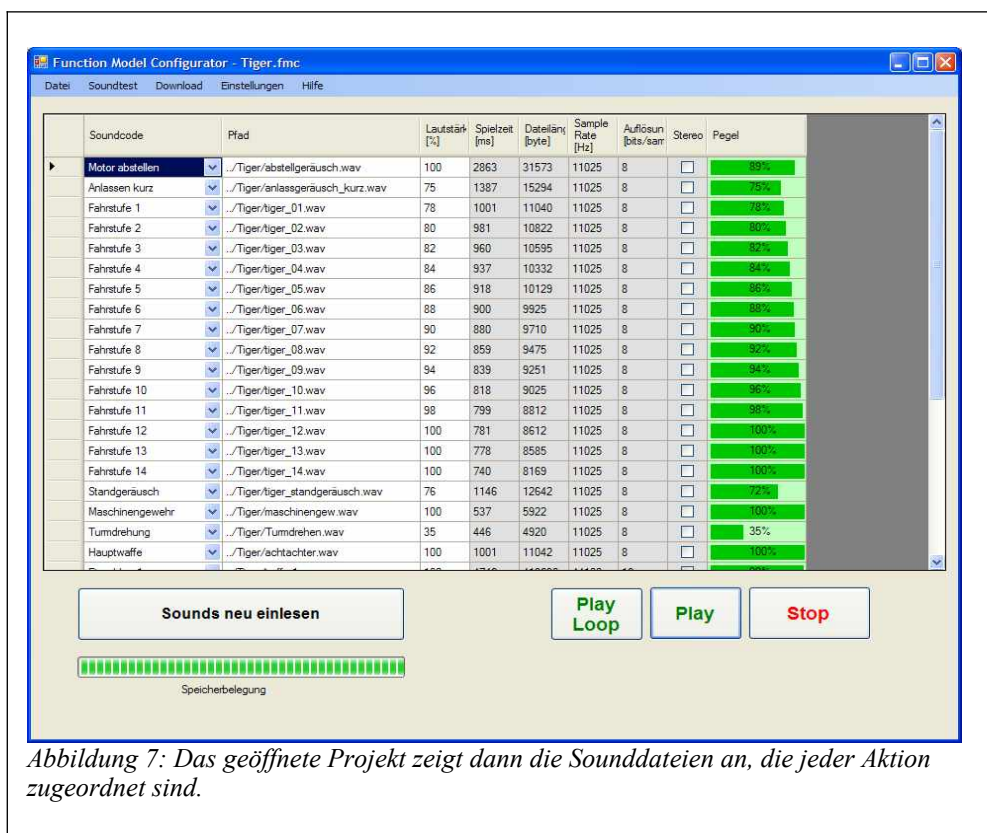 Function Model Configurator - Tiger.fmc
Datei Soundtest Download Einstellungen Hilfe
Soundcode Pfad Lautstärk [%] Spielzeit [ms] Dateilän [byte] Sample Rate [Hz] Auflösun [bits/sam Stereo Pegel
Motor abstellen ../Tiger/abstellgeräusch.wav 100 2863 31573 11025 8 89%
Anlassen kurz ../Tiger/anlassgeräusch_kurz.wav 75 1387 15294 11025 8 75%
Fahrstufe 1 ../Tiger/tiger_01.wav 78 1001 11040 11025 8 78%
Fahrstufe 2 ../Tiger/tiger_02.wav 80 981 10822 11025 8 80%
Fahrstufe 3 ../Tiger/tiger_03.wav 82 960 10595 11025 8 82%
Fahrstufe 4 ../Tiger/tiger_04.wav 84 937 10332 11025 8 84%
Fahrstufe 5 ../Tiger/tiger_05.wav 86 918 10129 11025 8 86%
Fahrstufe 6 ../Tiger/tiger_06.wav 88 900 9925 11025 8 88%
Fahrstufe 7 ../Tiger/tiger_07.wav 90 880 9710 11025 8 90%
Fahrstufe 8 ../Tiger/tiger_08.wav 92 859 9475 11025 8 92%
Fahrstufe 9 ../Tiger/tiger_09.wav 94 839 9251 11025 8 94%
Fahrstufe 10 ../Tiger/tiger_10.wav 96 818 9025 11025 8 96%
Fahrstufe 11 ../Tiger/tiger_11.wav 98 799 8812 11025 8 98%
Fahrstufe 12 ../Tiger/tiger_12.wav 100 781 8612 11025 8 100%
Fahrstufe 13 ../Tiger/tiger_13.wav 100 778 8585 11025 8 100%
Fahrstufe 14 ../Tiger/tiger_14.wav 100 740 8169 11025 8 100%
Standgeräusch ../Tiger/tiger_standgeräusch.wav 76 1146 12642 11025 8 72%
Maschinengewehr ../Tiger/maschinengew.wav 100 537 5922 11025 8 100%
Turmdrehung ../Tiger/Turmdrehen.wav 35 446 4920 11025 8 35%
Hauptwaffe ../Tiger/achtachter.wav 100 1001 11042 11025 8 100%
Sounds neu einlesen
Play Loop
Play
Stop
Speicherbelegung
Abbildung 7: Das geöffnete Projekt zeigt dann die Sounddateien an, die jeder Aktion
zugeordnet sind.